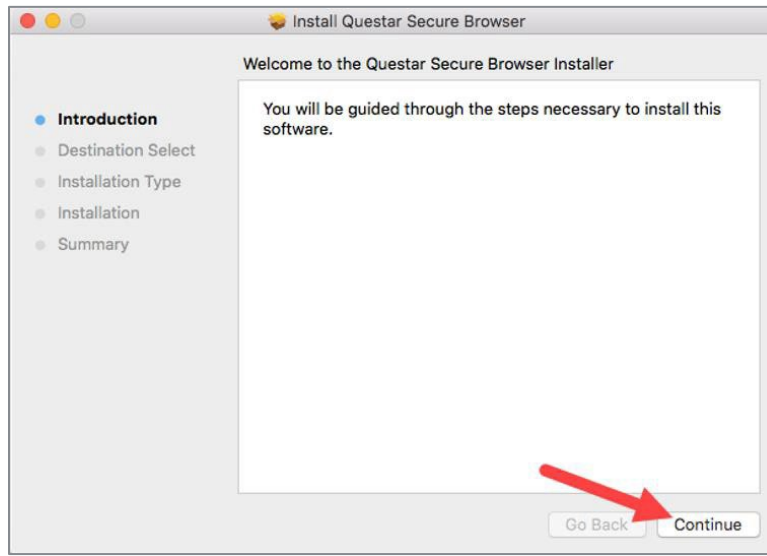 Install Questar Secure Browser
Welcome to the Questar Secure Browser Installer
Introduction
Destination Select
Installation Type
Installation
Summary
You will be guided through the steps necessary to install this
software.
Go Back
Continue